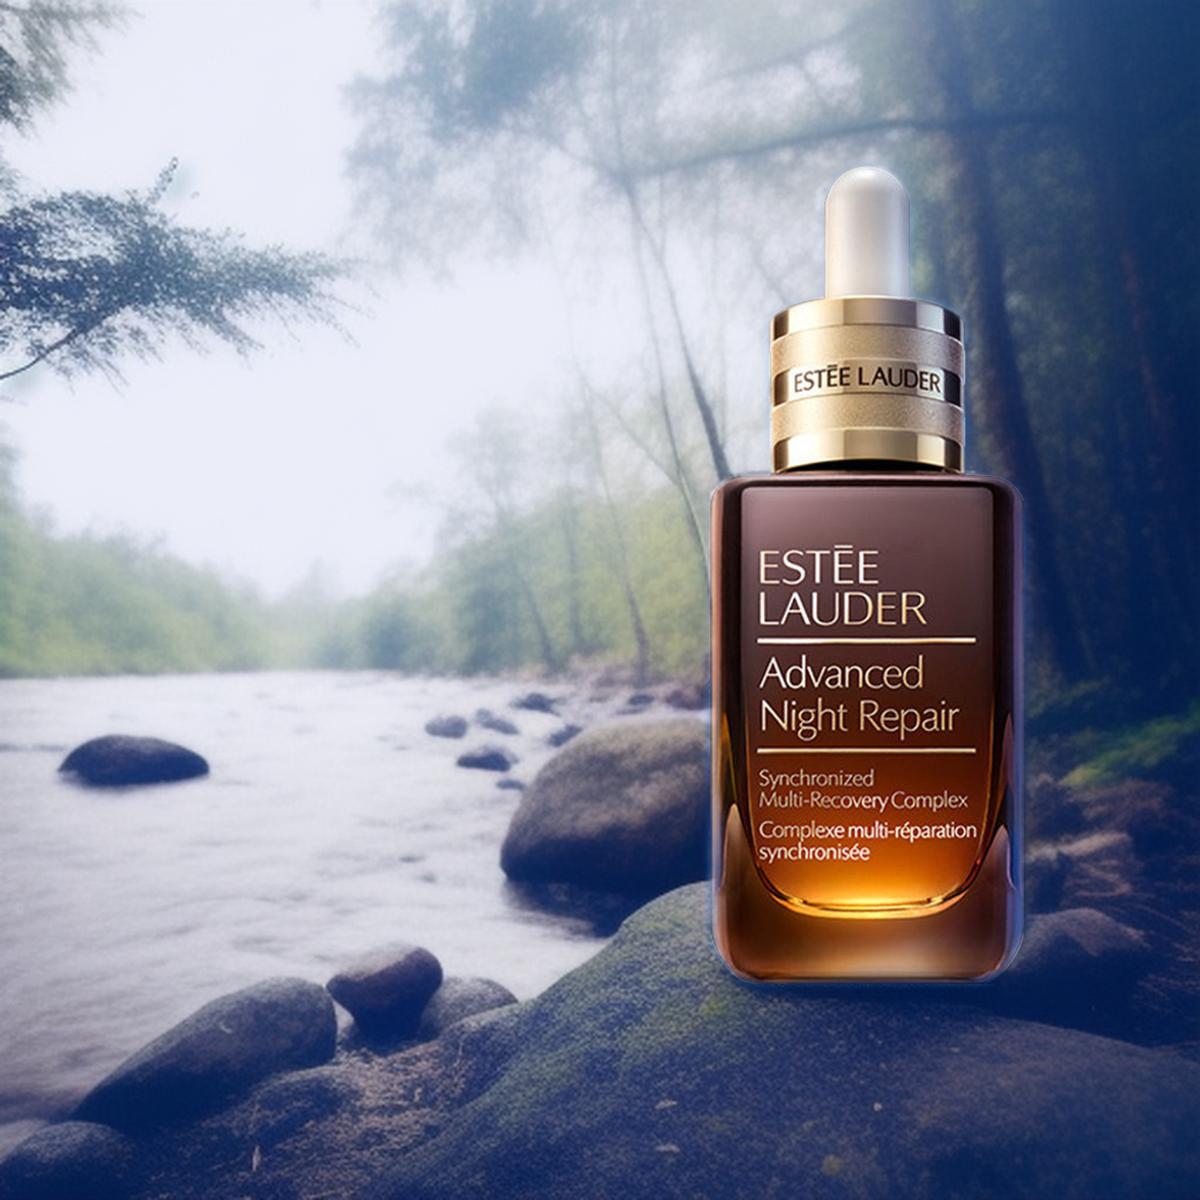 ESTĒE LAUDER
ESTĒE
LAUDER
Advanced
Night Repair
Synchronized
Multi-Recovery Complex
Complexe multi-réparation
synchronisée